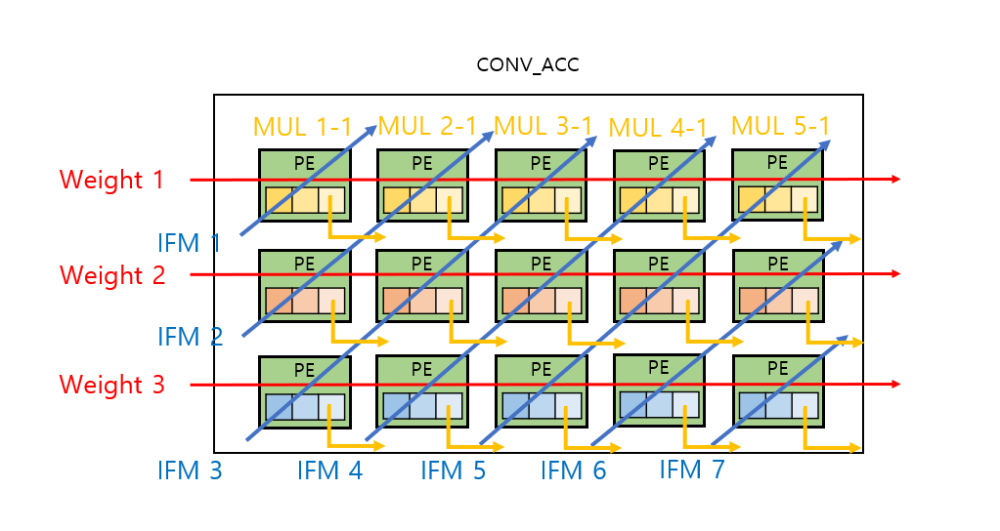 CONV_ACC
MUL 1-1 MUL 2-1 MUL 3-1 MUL 4-1 MUL 5-1
PE PE PE PE PE
Weight 1
IFM 1
PE PE PE PE PE
Weight 2
IFM 2
PE PE PE PE PE
Weight 3
IFM 3 IFM 4 IFM 5 IFM 6 IFM 7